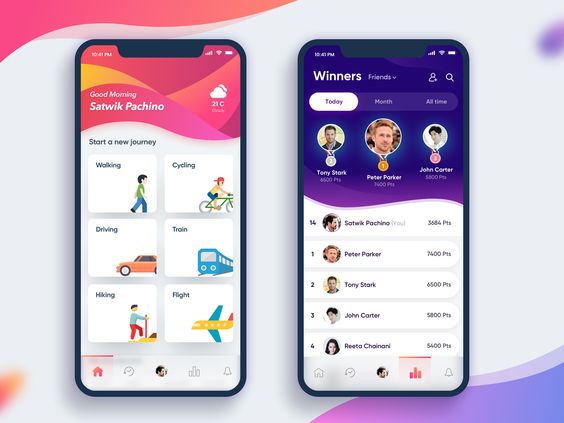 10:41 PM
Good Morning
Satwik Pachino
21 C
Cloudy
Start a new journey
Walking
Cycling
Driving
Train
Hiking
Flight
10:41 PM
Winners
Friends
Today
Month
All time
2
1
3
Tony Stark
6500 Pts
Peter Parker
7400 Pts
John Carter
5800 Pts
14 Satwik Pachino (You) 3684 Pts
1 Peter Parker 7400 Pts
2 Tony Stark 6500 Pts
3 John Carter 5800 Pts
4 Reeta Chainani 5400 Pts